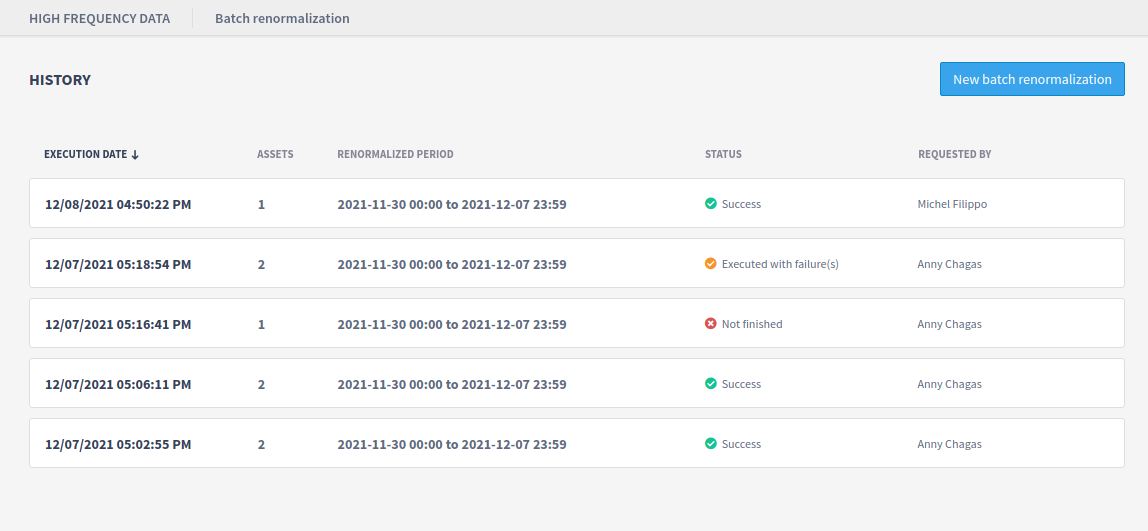 HIGH FREQUENCY DATA Batch renormalization
HISTORY New batch renormalization
EXECUTION DATE ↓ ASSETS RENORMALIZED PERIOD STATUS REQUESTED BY
12/08/2021 04:50:22 PM 1 2021-11-30 00:00 to 2021-12-07 23:59 Success Michel Filippo
12/07/2021 05:18:54 PM 2 2021-11-30 00:00 to 2021-12-07 23:59 Executed with failure(s) Anny Chagas
12/07/2021 05:16:41 PM 1 2021-11-30 00:00 to 2021-12-07 23:59 Not finished Anny Chagas
12/07/2021 05:06:11 PM 2 2021-11-30 00:00 to 2021-12-07 23:59 Success Anny Chagas
12/07/2021 05:02:55 PM 2 2021-11-30 00:00 to 2021-12-07 23:59 Success Anny Chagas